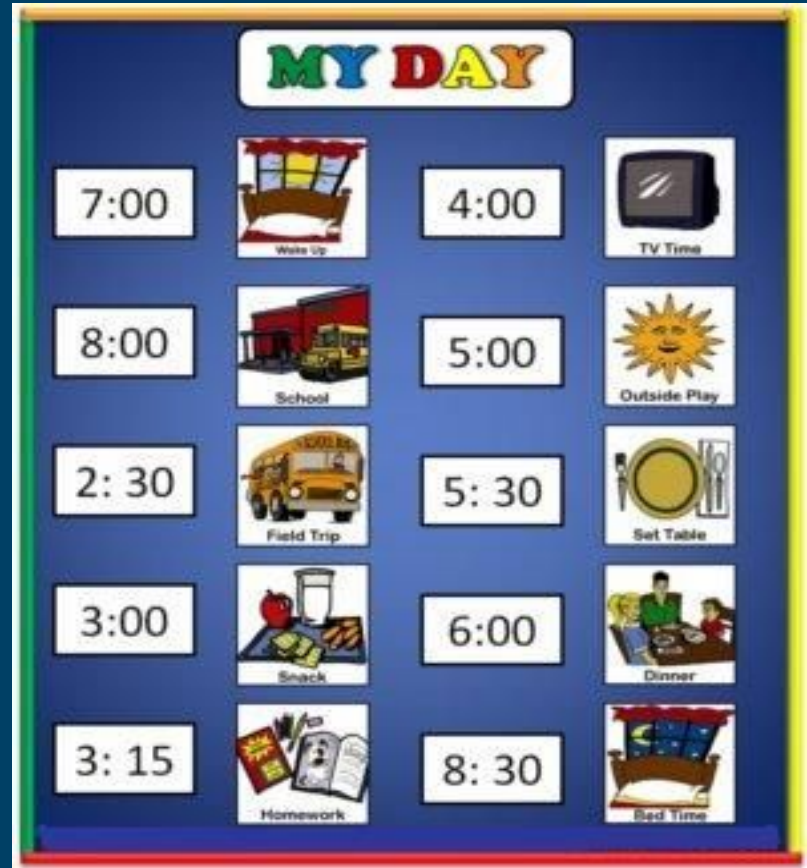 MY DAY
7:00
Wake Up
8:00
School
2: 30
Field Trip
3:00
Snack
3: 15
Homework
4:00
TV Time
5:00
Outside Play
5: 30
Set Table
6:00
Dinner
8: 30
Bed Time